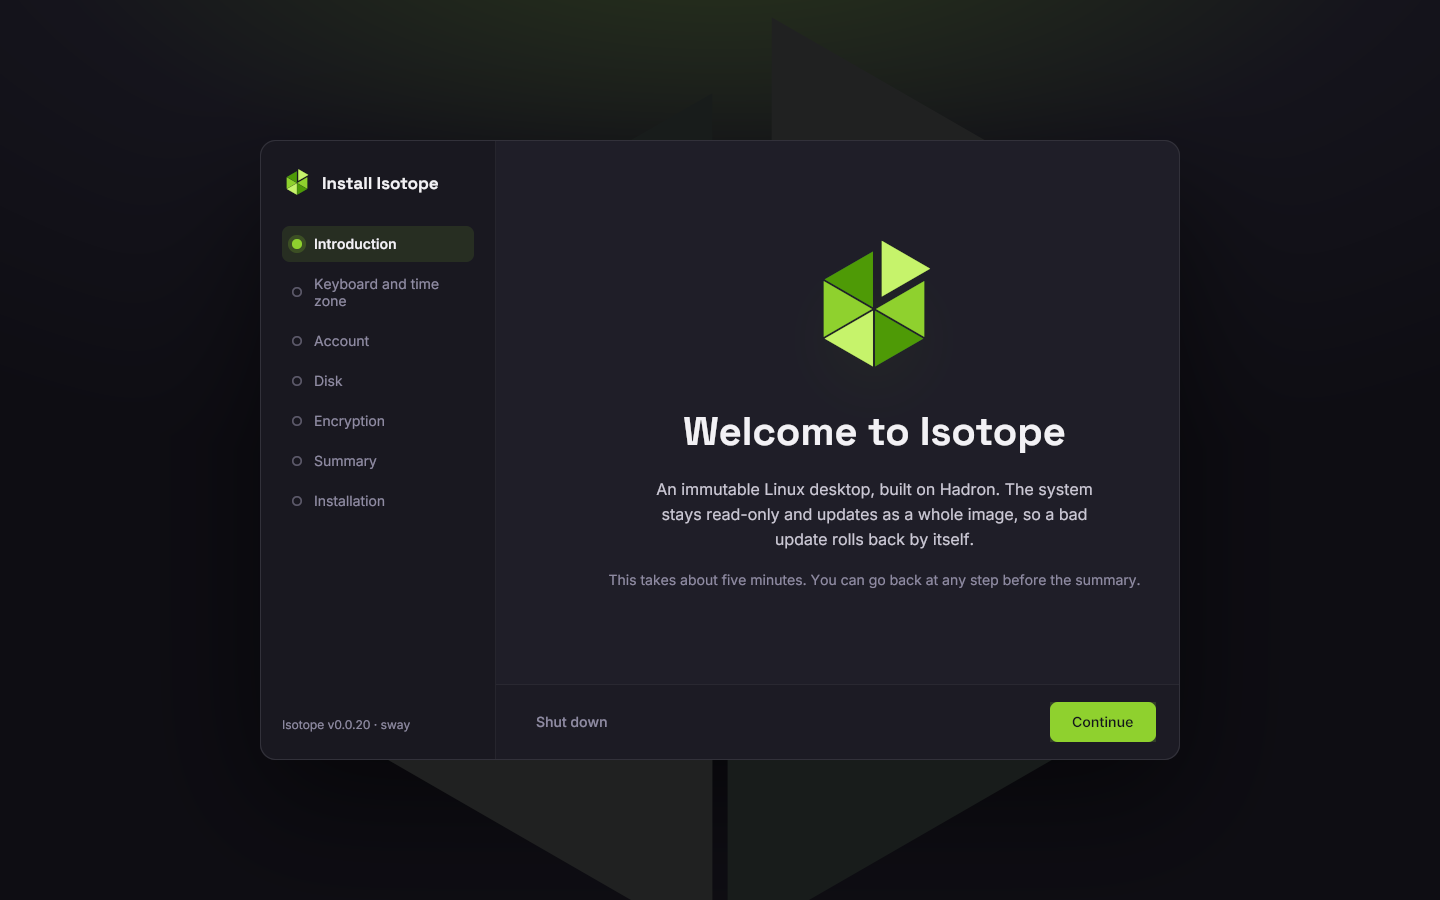 Install Isotope
Introduction
Keyboard and time
zone
Account
Disk
Encryption
Summary
Installation
Isotope v0.0.20 · sway
Welcome to Isotope
An immutable Linux desktop, built on Hadron. The system
stays read-only and updates as a whole image, so a bad
update rolls back by itself.
This takes about five minutes. You can go back at any step before the summary.
Shut down
Continue